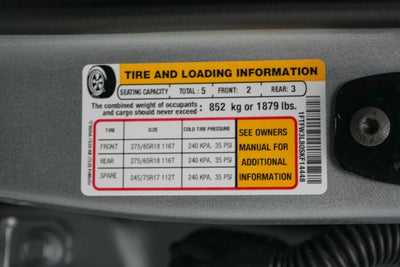 TIRE AND LOADING INFORMATION
SEATING CAPACITY TOTAL : 5 FRONT: 2 REAR: 3
The combined weight of occupants
and cargo should never exceed : 852 kg or 1879 lbs.
TIRE SIZE COLD TIRE PRESSURE
FRONT 275/65R18 116T 240 KPA, 35 PSI
REAR 275/65R18 116T 240 KPA, 35 PSI
SPARE 245/75R17 112T 240 KPA, 35 PSI
SEE OWNERS
MANUAL FOR
ADDITIONAL
INFORMATION